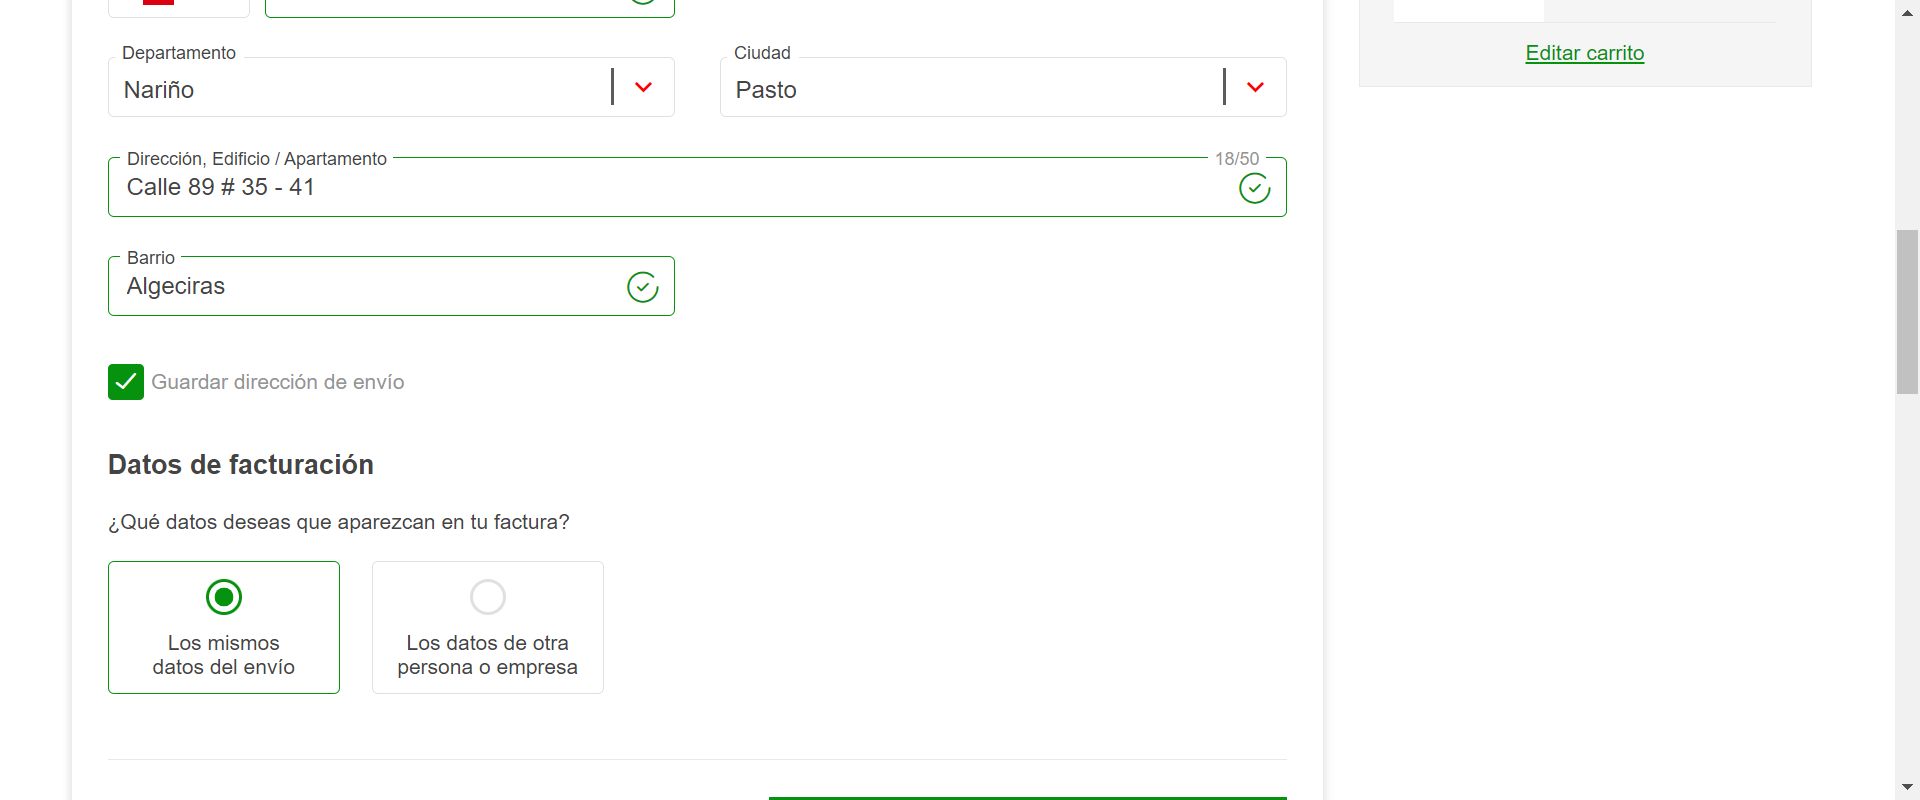 Editar carrito
Departamento
Nariño
Ciudad
Pasto
Dirección, Edificio / Apartamento
18/50
Calle 89 # 35 - 41
Barrio
Algeciras
Guardar dirección de envío
Datos de facturación
¿Qué datos deseas que aparezcan en tu factura?
Los mismos
datos del envío
Los datos de otra
persona o empresa